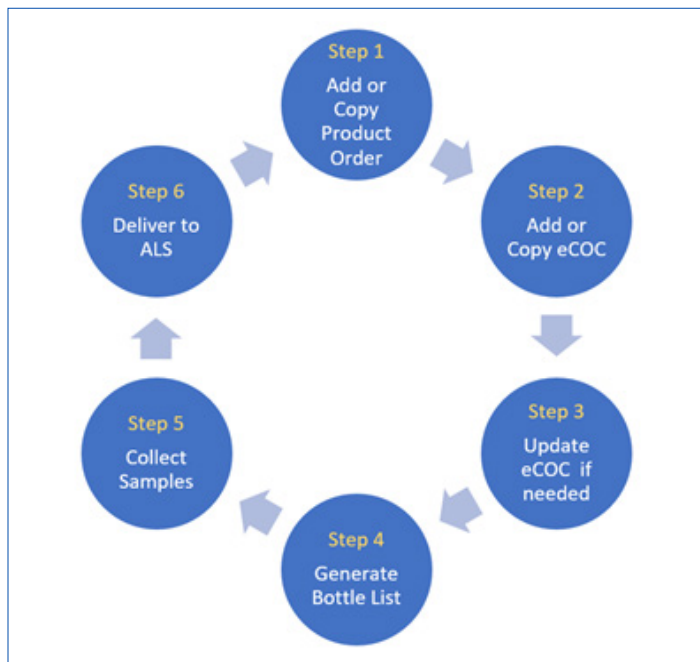 Step 1
Add or
Copy
Product
Order
Step 2
Add or
Copy eCOC
Step 3
Update
eCOC if
needed
Step 4
Generate
Bottle List
Step 5
Collect
Samples
Step 6
Deliver to
ALS